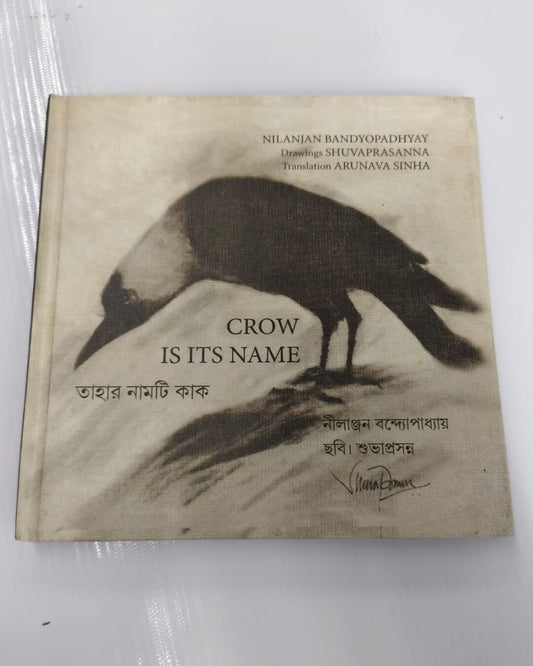 NILANJAN BANDYOPADHYAY
Drawings SHUVAPRASANNA
Translation ARUNAVA SINHA
CROW
IS ITS NAME
তাহার নামটি কাক
নীলাঞ্জন বন্দ্যোপাধ্যায়
ছবি। শুভাপ্রসন্ন